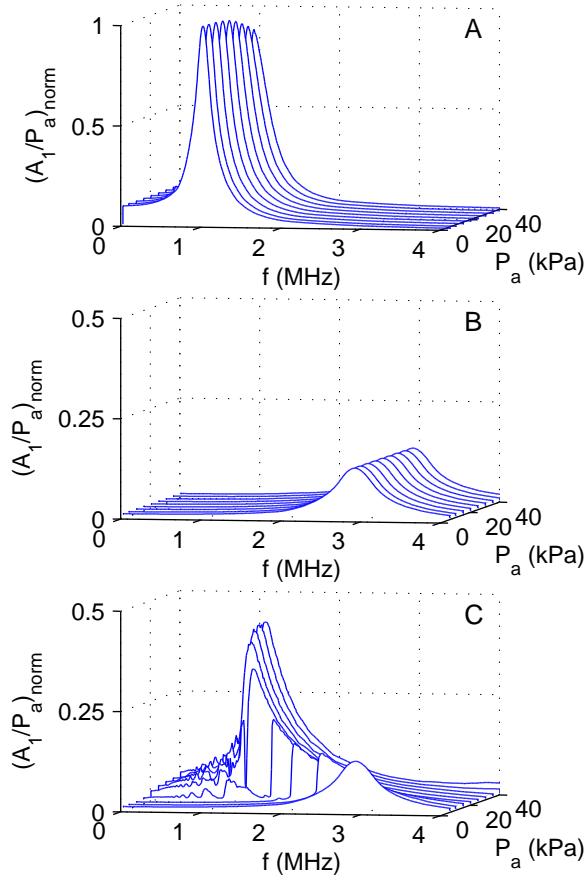 A
1
0.5
0
(A₁/Pₐ)norm
0 1 2 3 4
0 20 40
f (MHz)
Pₐ (kPa)
B
0.5
0.25
0
(A₁/Pₐ)norm
0 1 2 3 4
0 20 40
f (MHz)
Pₐ (kPa)
C
0.5
0.25
0
(A₁/Pₐ)norm
0 1 2 3 4
0 20 40
f (MHz)
Pₐ (kPa)